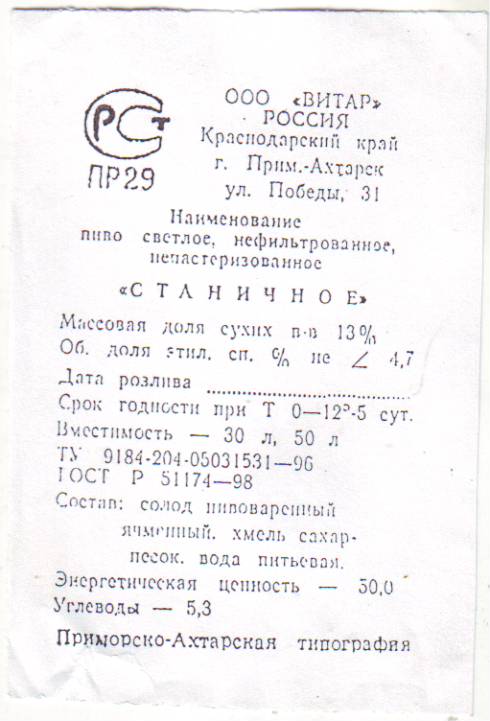 РСТ
ПР29
ООО «ВИТАР»
РОССИЯ
Краснодарский край
г. Прим.-Ахтарск
ул. Победы, 31
Наименование
пиво светлое, нефильтрованное,
непастеризованное
«СТАНИЧНОЕ»
Массовая доля сухих в-в 13%
Об. доля этил. сп. % не ∠ 4,7
Дата розлива
Срок годности при Т 0—12°-5 сут.
Вместимость — 30 л, 50 л
ТУ 9184-204-05031531—96
ГОСТ Р 51174—98
Состав: солод пивоваренный
ячменный, хмель сахар-
песок, вода питьевая.
Энергетическая ценность — 50,0
Углеводы — 5,3
Приморско-Ахтарская типография